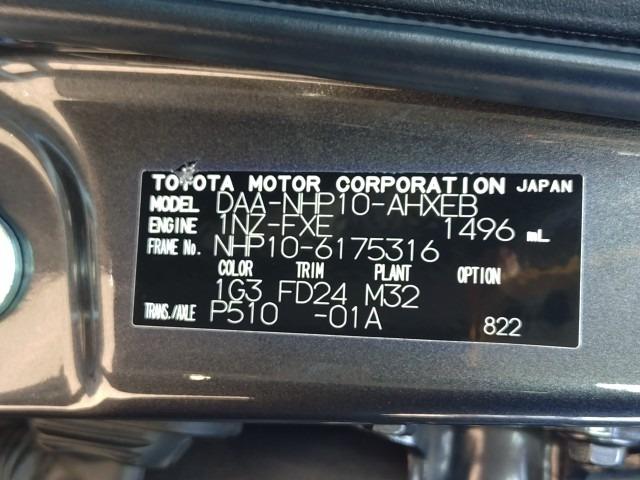 TOYOTA MOTOR CORPORATION JAPAN
MODEL DAA-NHP10-AHXEB
ENGINE 1NZ-FXE 1496 mL
FRAME No. NHP10-6175316
COLOR TRIM PLANT OPTION
1G3 FD24 M32
TRANS./AXLE P510 -01A 822